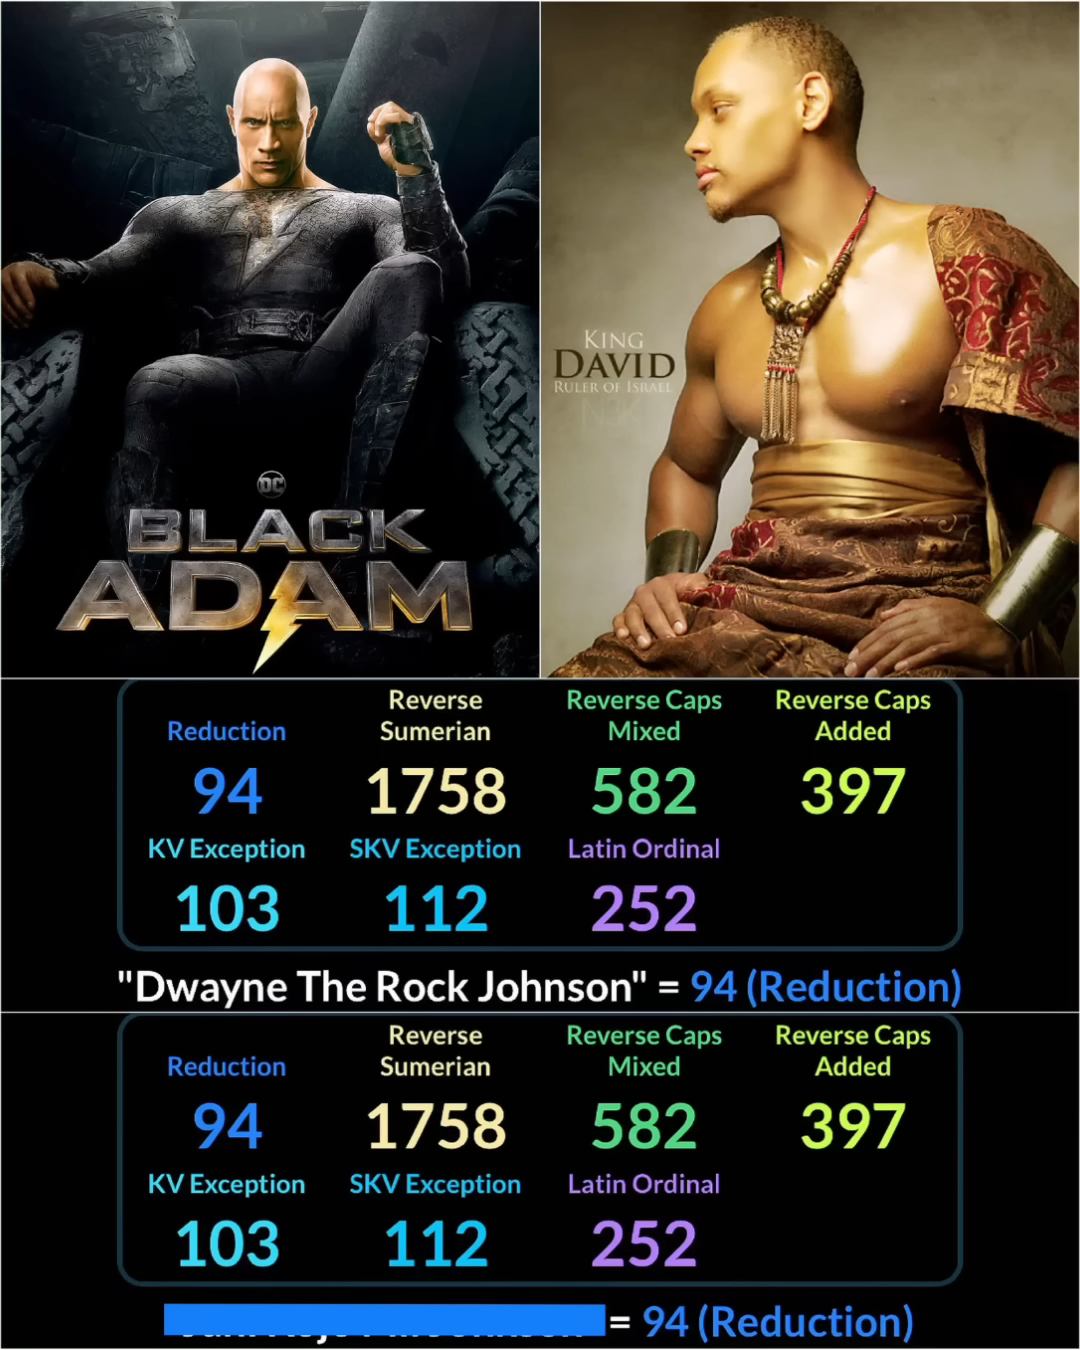 DC
BLACK
ADAM
KING
DAVID
RULER OF ISRAEL
Reduction
94
Reverse
Sumerian
1758
Reverse Caps
Mixed
582
Reverse Caps
Added
397
KV Exception
103
SKV Exception
112
Latin Ordinal
252
"Dwayne The Rock Johnson" = 94 (Reduction)
Reduction
94
Reverse
Sumerian
1758
Reverse Caps
Mixed
582
Reverse Caps
Added
397
KV Exception
103
SKV Exception
112
Latin Ordinal
252
= 94 (Reduction)